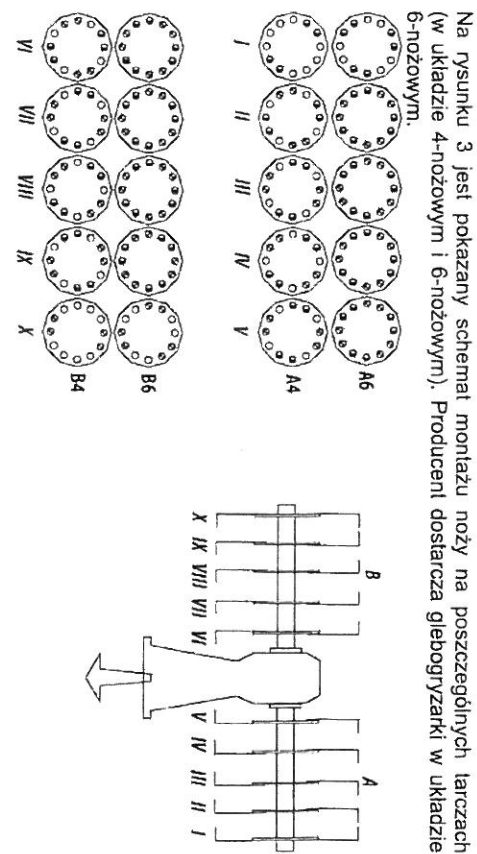 Na rysunku 3 jest pokazany schemat montażu noży na poszczególnych tarczach
(w układzie 4-nożowym i 6-nożowym). Producent dostarcza glebogryzarki w układzie
6-nożowym.
A6
A4
I II III IV V
B6
B4
VI VII VIII IX X
B A
X IX VIII VII VI V IV III II I